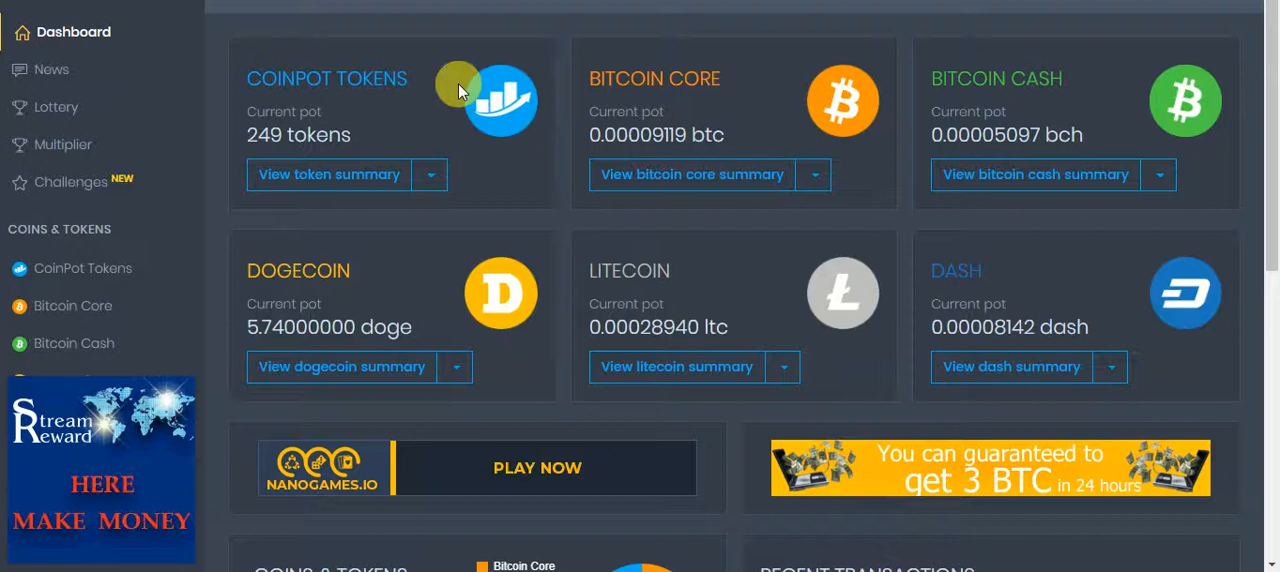 Dashboard
News
Lottery
Multiplier
Challenges NEW
COINS & TOKENS
CoinPot Tokens
Bitcoin Core
Bitcoin Cash
Stream
Reward
HERE
MAKE MONEY
COINPOT TOKENS
Current pot
249 tokens
View token summary
BITCOIN CORE
Current pot
0.00009119 btc
View bitcoin core summary
BITCOIN CASH
Current pot
0.00005097 bch
View bitcoin cash summary
DOGECOIN
Current pot
5.74000000 doge
View dogecoin summary
LITECOIN
Current pot
0.00028940 ltc
View litecoin summary
DASH
Current pot
0.00008142 dash
View dash summary
NANOGAMES.IO
PLAY NOW
You can guaranteed to
get 3 BTC in 24 hours
COINS & TOKENS
Bitcoin Core
RECENT TRANSACTIONS